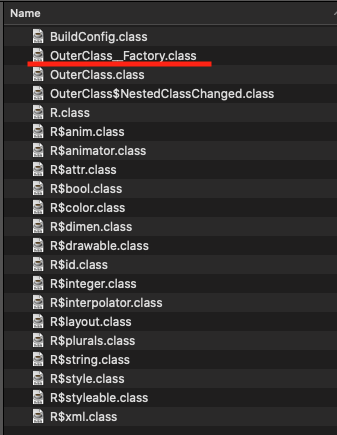 Name
BuildConfig.class
OuterClass__Factory.class
OuterClass.class
OuterClass$NestedClassChanged.class
R.class
R$anim.class
R$animator.class
R$attr.class
R$bool.class
R$color.class
R$dimen.class
R$drawable.class
R$id.class
R$integer.class
R$interpolator.class
R$layout.class
R$plurals.class
R$string.class
R$style.class
R$styleable.class
R$xml.class